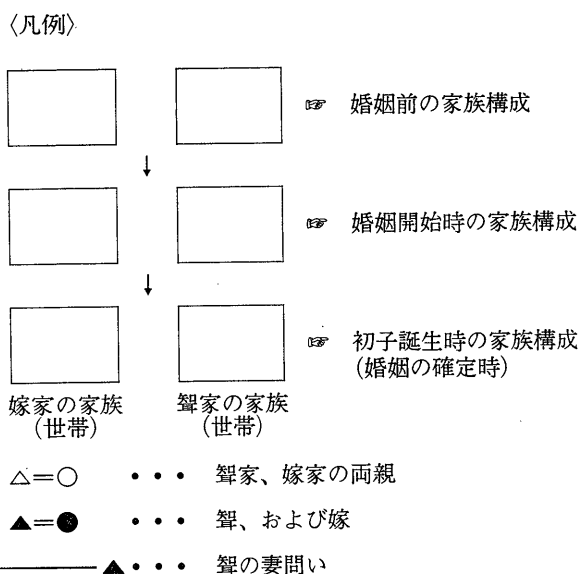 〈凡例〉
☞ 婚姻前の家族構成
↓
☞ 婚姻開始時の家族構成
↓
☞ 初子誕生時の家族構成
(婚姻の確定時)
嫁家の家族 聟家の家族
(世帯) (世帯)
△=○ ・・・ 聟家、嫁家の両親
▲=● ・・・ 聟、および嫁
▲・・・ 聟の妻問い